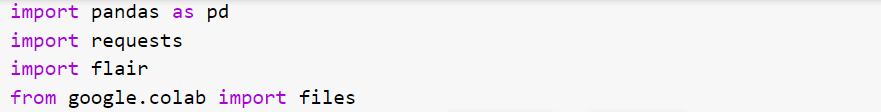 import pandas as pd
import requests
import flair
from google.colab import files